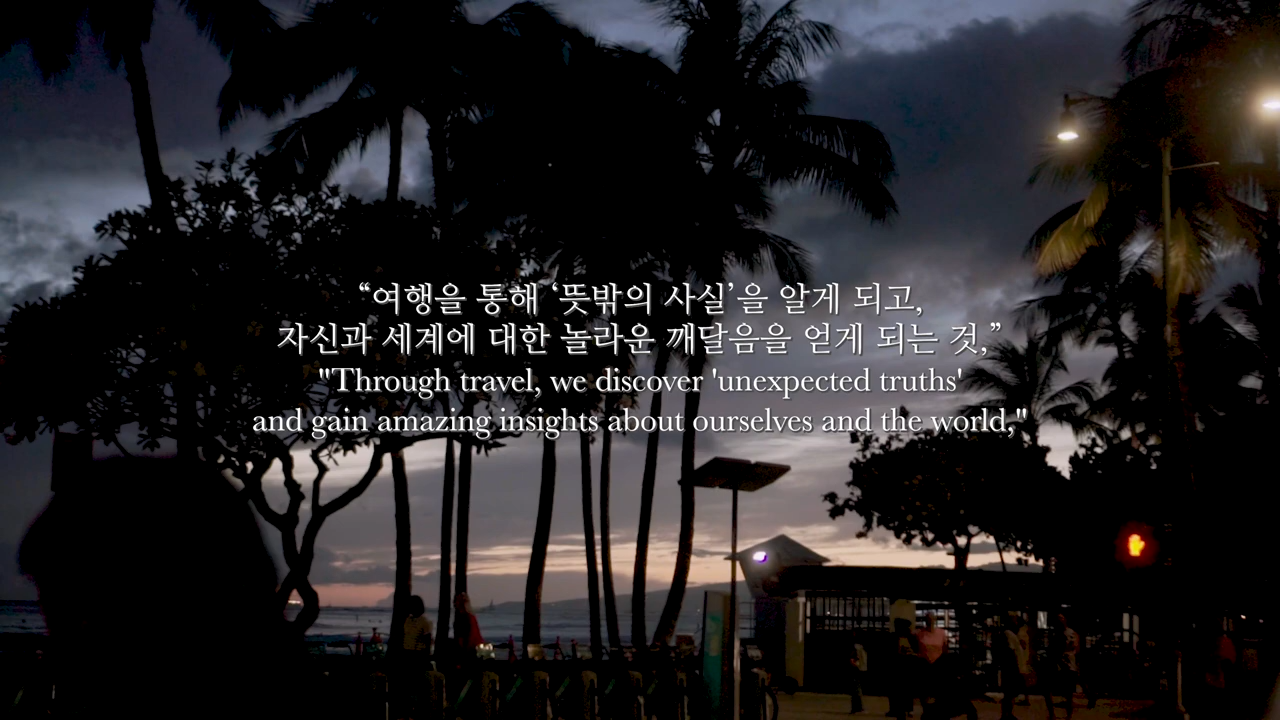 “여행을 통해 ‘뜻밖의 사실’을 알게 되고,
자신과 세계에 대한 놀라운 깨달음을 얻게 되는 것,”
"Through travel, we discover 'unexpected truths'
and gain amazing insights about ourselves and the world,"